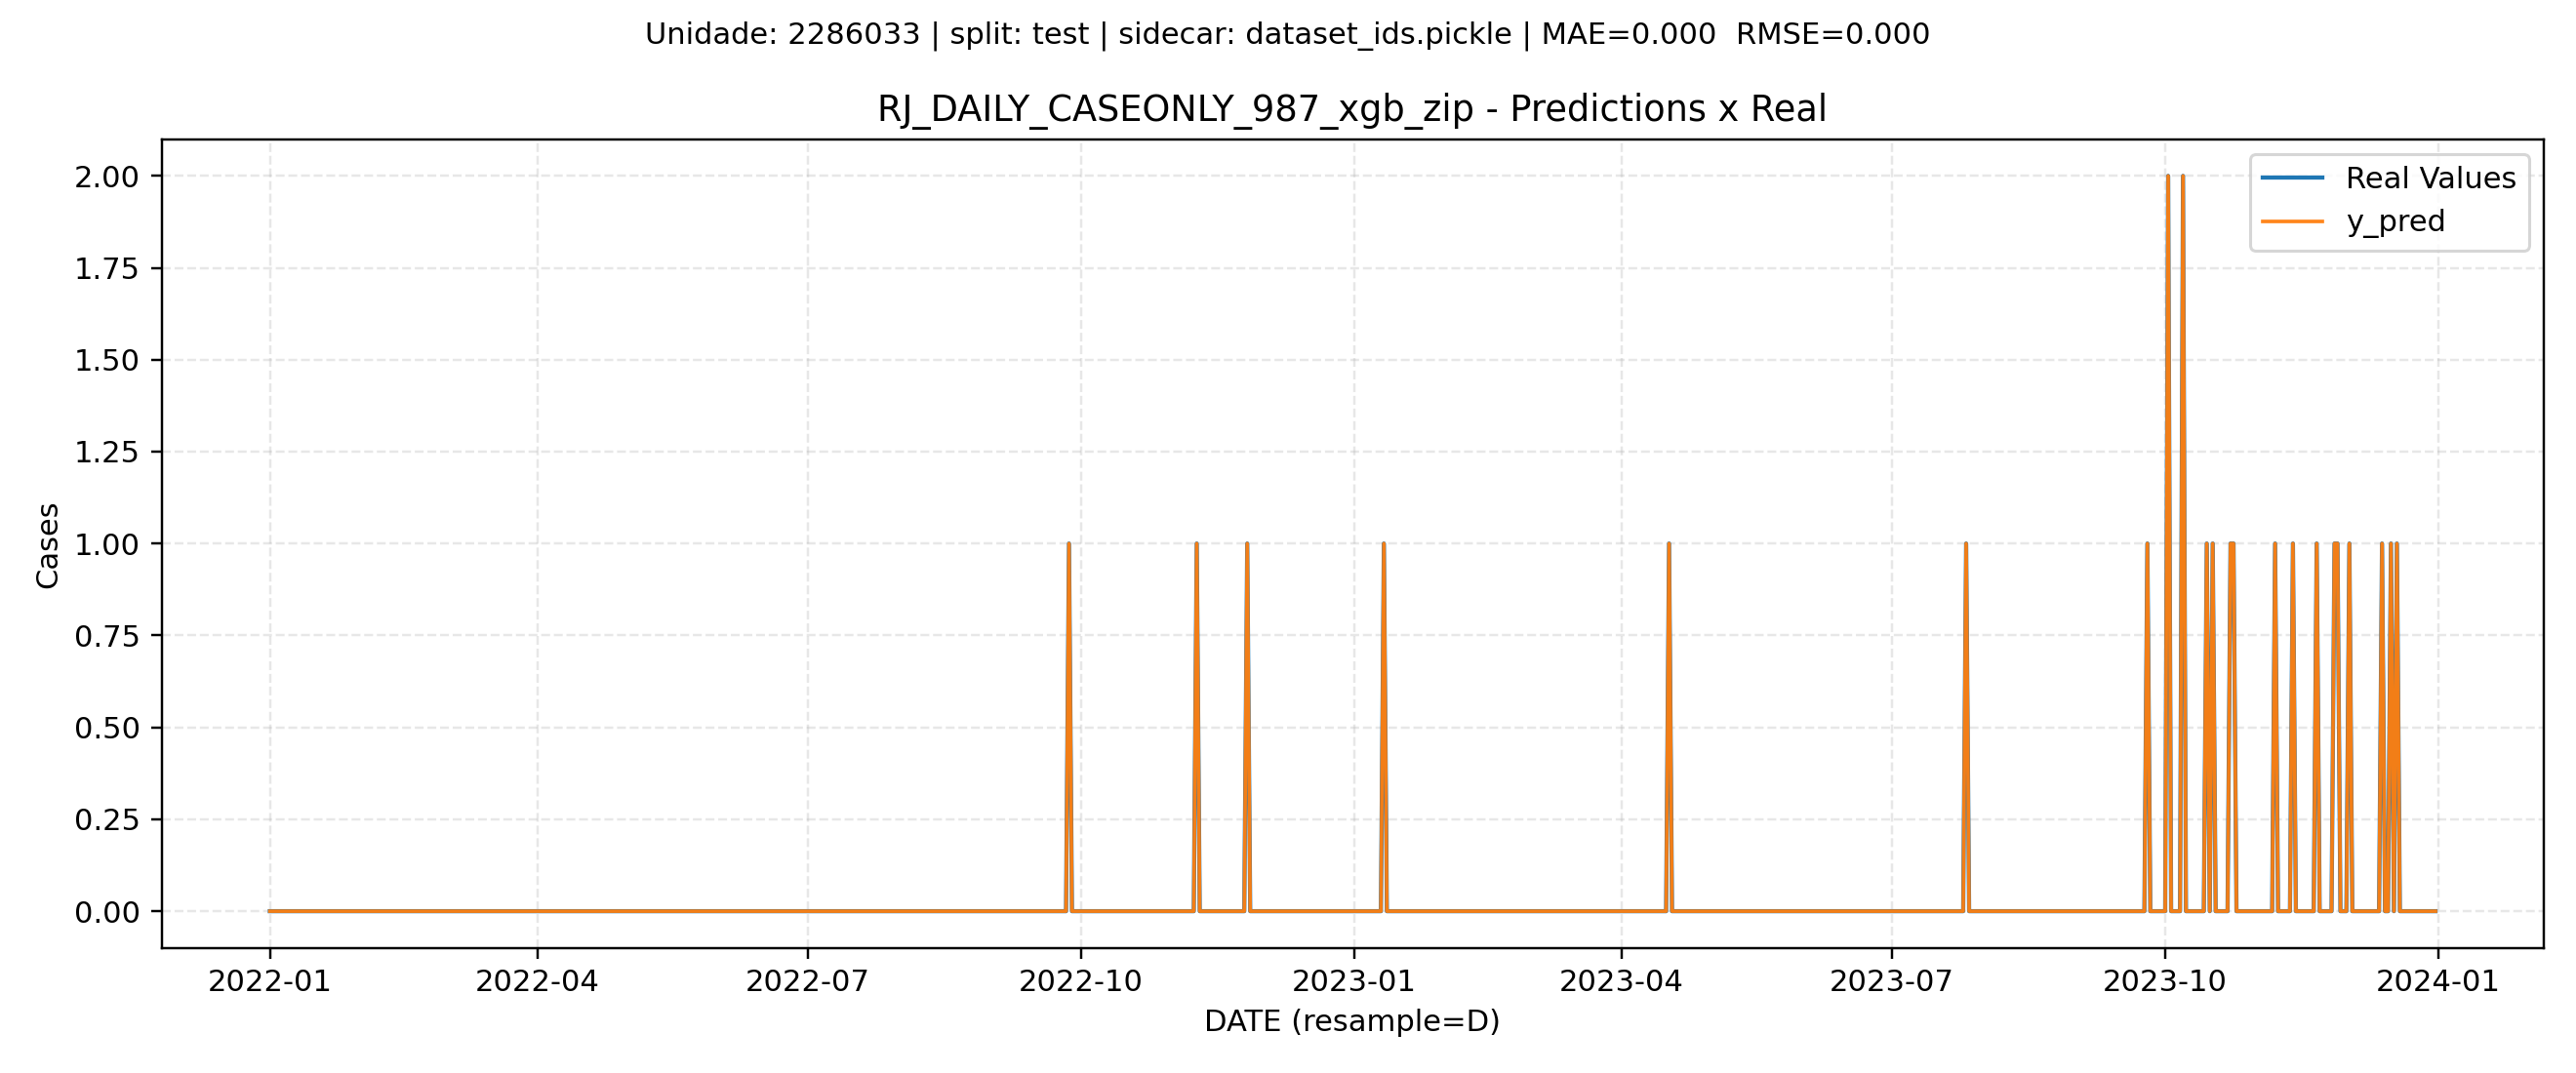 Unidade: 2286033 | split: test | sidecar: dataset_ids.pickle | MAE=0.000  RMSE=0.000
RJ_DAILY_CASEONLY_987_xgb_zip - Predictions x Real
Real Values
y_pred
2.00
1.75
1.50
1.25
1.00
0.75
0.50
0.25
0.00
Cases
2022-01 2022-04 2022-07 2022-10 2023-01 2023-04 2023-07 2023-10 2024-01
DATE (resample=D)